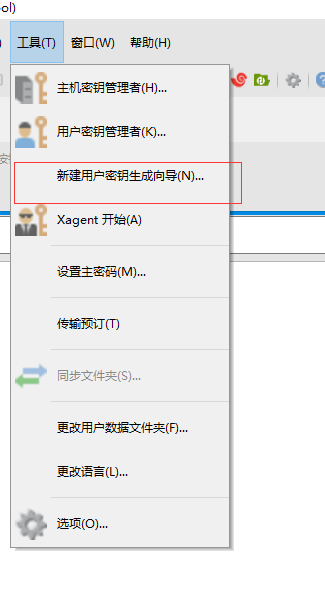 ol)
工具(T) 窗口(W) 帮助(H)
主机密钥管理者(H)...
用户密钥管理者(K)...
新建用户密钥生成向导(N)...
Xagent 开始(A)
设置主密码(M)...
传输预订(T)
同步文件夹(S)...
更改用户数据文件夹(F)...
更改语言(L)...
选项(O)...